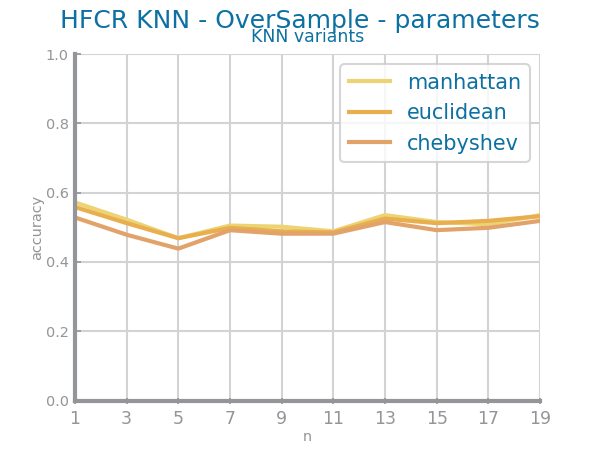 HFCR KNN - OverSample - parameters
KNN variants
manhattan
euclidean
chebyshev
accuracy
1.0
0.8
0.6
0.4
0.2
0.0
1 3 5 7 9 11 13 15 17 19
n